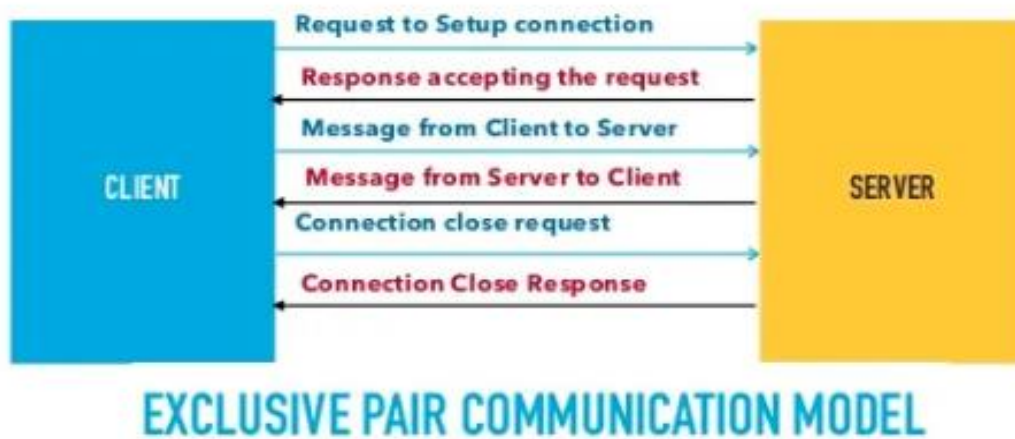 Request to Setup connection
Response accepting the request
Message from Client to Server
CLIENT
Message from Server to Client
SERVER
Connection close request
Connection Close Response
EXCLUSIVE PAIR COMMUNICATION MODEL